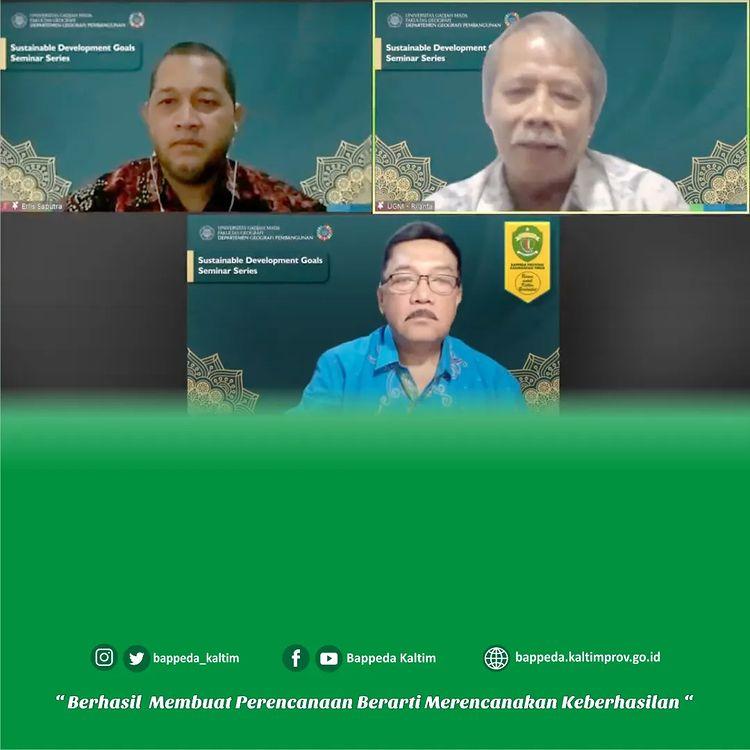 UNIVERSITAS GADJAH MADA
FAKULTAS GEOGRAFI
DEPARTEMEN GEOGRAFI PEMBANGUNAN
Sustainable Development Goals
Seminar Series
Erlis Saputra
UNIVERSITAS GADJAH MADA
FAKULTAS GEOGRAFI
DEPARTEMEN GEOGRAFI PEMBANGUNAN
Sustainable Development
Seminar Series
UGM - Rijanta
UNIVERSITAS GADJAH MADA
FAKULTAS GEOGRAFI
DEPARTEMEN GEOGRAFI PEMBANGUNAN
Sustainable Development Goals
Seminar Series
BAPPEDA PROVINSI
KALIMANTAN TIMUR
bappeda_kaltim
Bappeda Kaltim
bappeda.kaltimprov.go.id
“ Berhasil Membuat Perencanaan Berarti Merencanakan Keberhasilan “